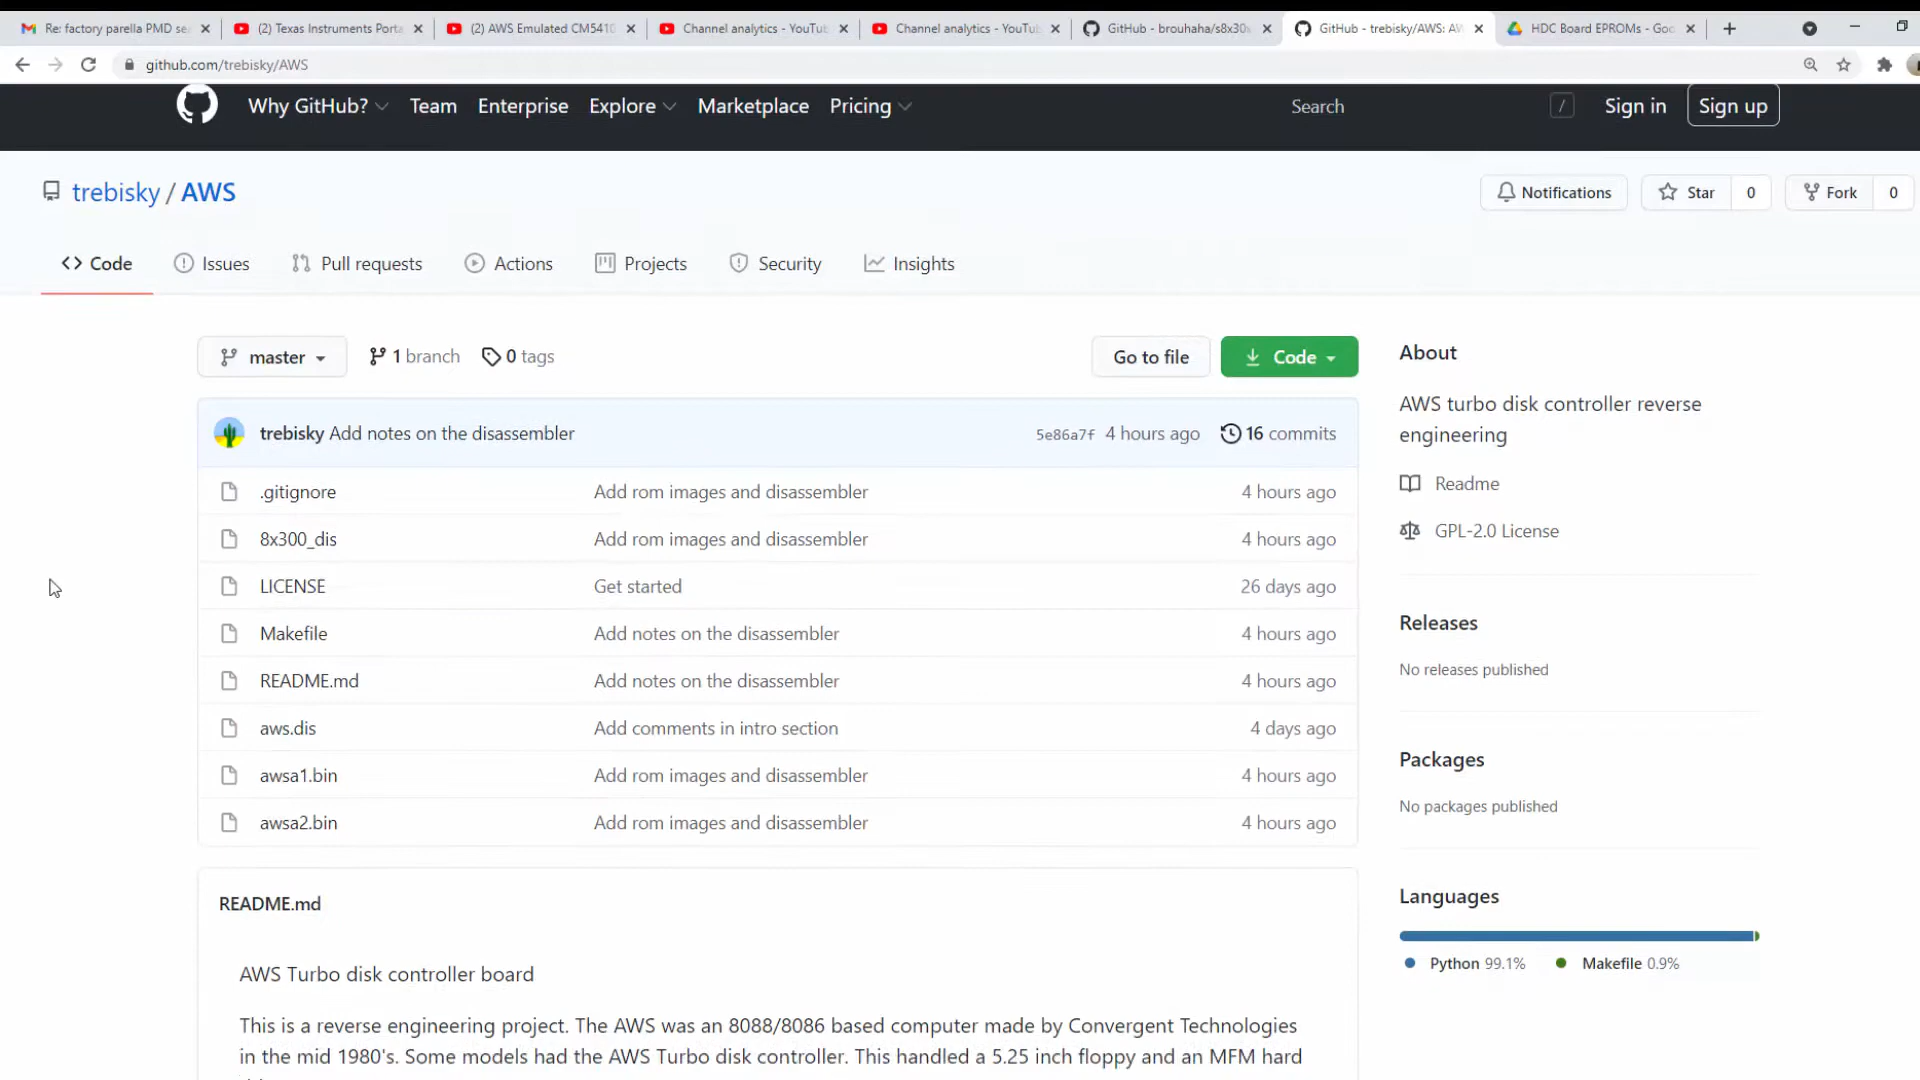 Re: factory parella PMD se
(2) Texas Instruments Porta
(2) AWS Emulated CM5410
Channel analytics - YouTu
Channel analytics - YouTu
GitHub - brouhaha/s8x30
GitHub - trebisky/AWS: A
HDC Board EPROMs - Goo
github.com/trebisky/AWS
Why GitHub? Team Enterprise Explore Marketplace Pricing Search / Sign in Sign up
trebisky / AWS Notifications Star 0 Fork 0
Code Issues Pull requests Actions Projects Security Insights
master 1 branch 0 tags Go to file Code
trebisky Add notes on the disassembler 5e86a7f 4 hours ago 16 commits
.gitignore Add rom images and disassembler 4 hours ago
8x300_dis Add rom images and disassembler 4 hours ago
LICENSE Get started 26 days ago
Makefile Add notes on the disassembler 4 hours ago
README.md Add notes on the disassembler 4 hours ago
aws.dis Add comments in intro section 4 days ago
awsa1.bin Add rom images and disassembler 4 hours ago
awsa2.bin Add rom images and disassembler 4 hours ago
README.md
AWS Turbo disk controller board
This is a reverse engineering project. The AWS was an 8088/8086 based computer made by Convergent Technologies
in the mid 1980's. Some models had the AWS Turbo disk controller. This handled a 5.25 inch floppy and an MFM hard
About
AWS turbo disk controller reverse
engineering
Readme
GPL-2.0 License
Releases
No releases published
Packages
No packages published
Languages
Python 99.1% Makefile 0.9%